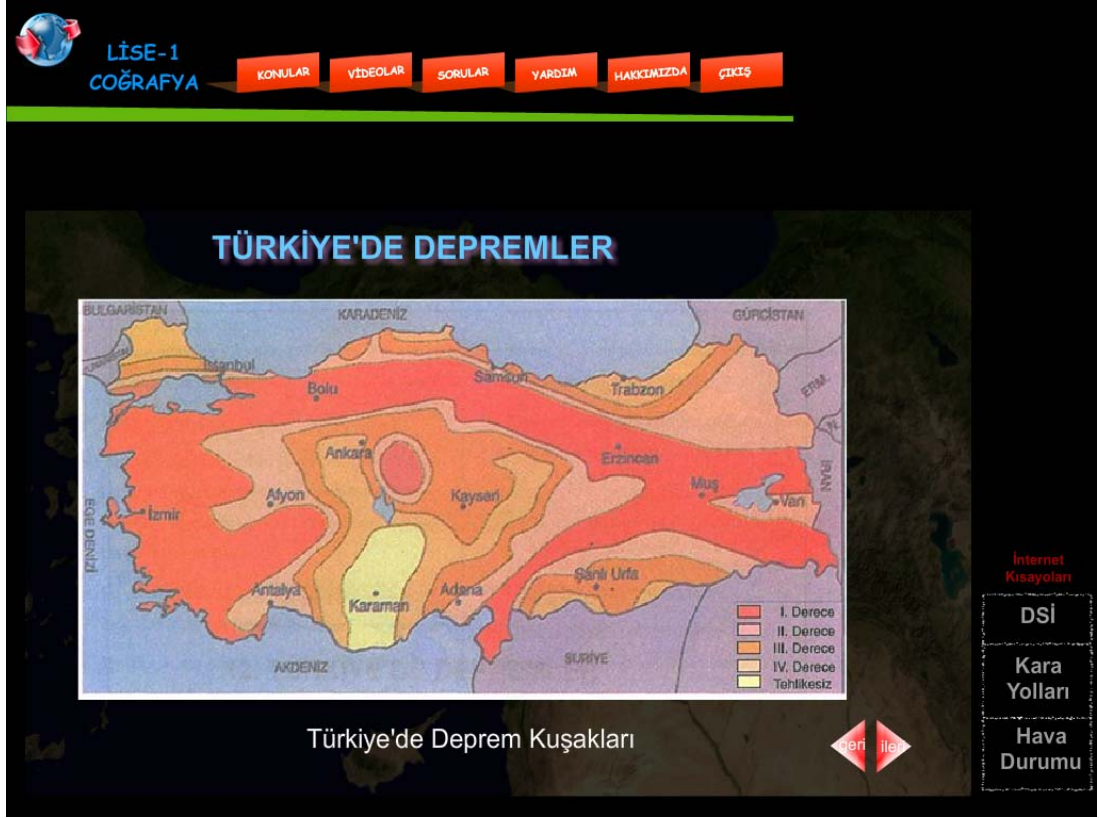 LİSE-1
COĞRAFYA
KONULAR
VİDEOLAR
SORULAR
YARDIM
HAKKIMIZDA
ÇIKIŞ
TÜRKİYE'DE DEPREMLER
BULGARİSTAN
KARADENİZ
GÜRCİSTAN
İstanbul
Bolu
Samsun
Trabzon
ERM.
Ankara
Erzincan
İRAN
Afyon
Kayseri
Muş
Van
EGE DENİZİ
İzmir
Antalya
Karaman
Adana
Şanlı Urfa
AKDENİZ
SURİYE
I. Derece
II. Derece
III. Derece
IV. Derece
Tehlikesiz
Türkiye'de Deprem Kuşakları
geri
ileri
İnternet
Kısayoları
DSİ
Kara
Yolları
Hava
Durumu